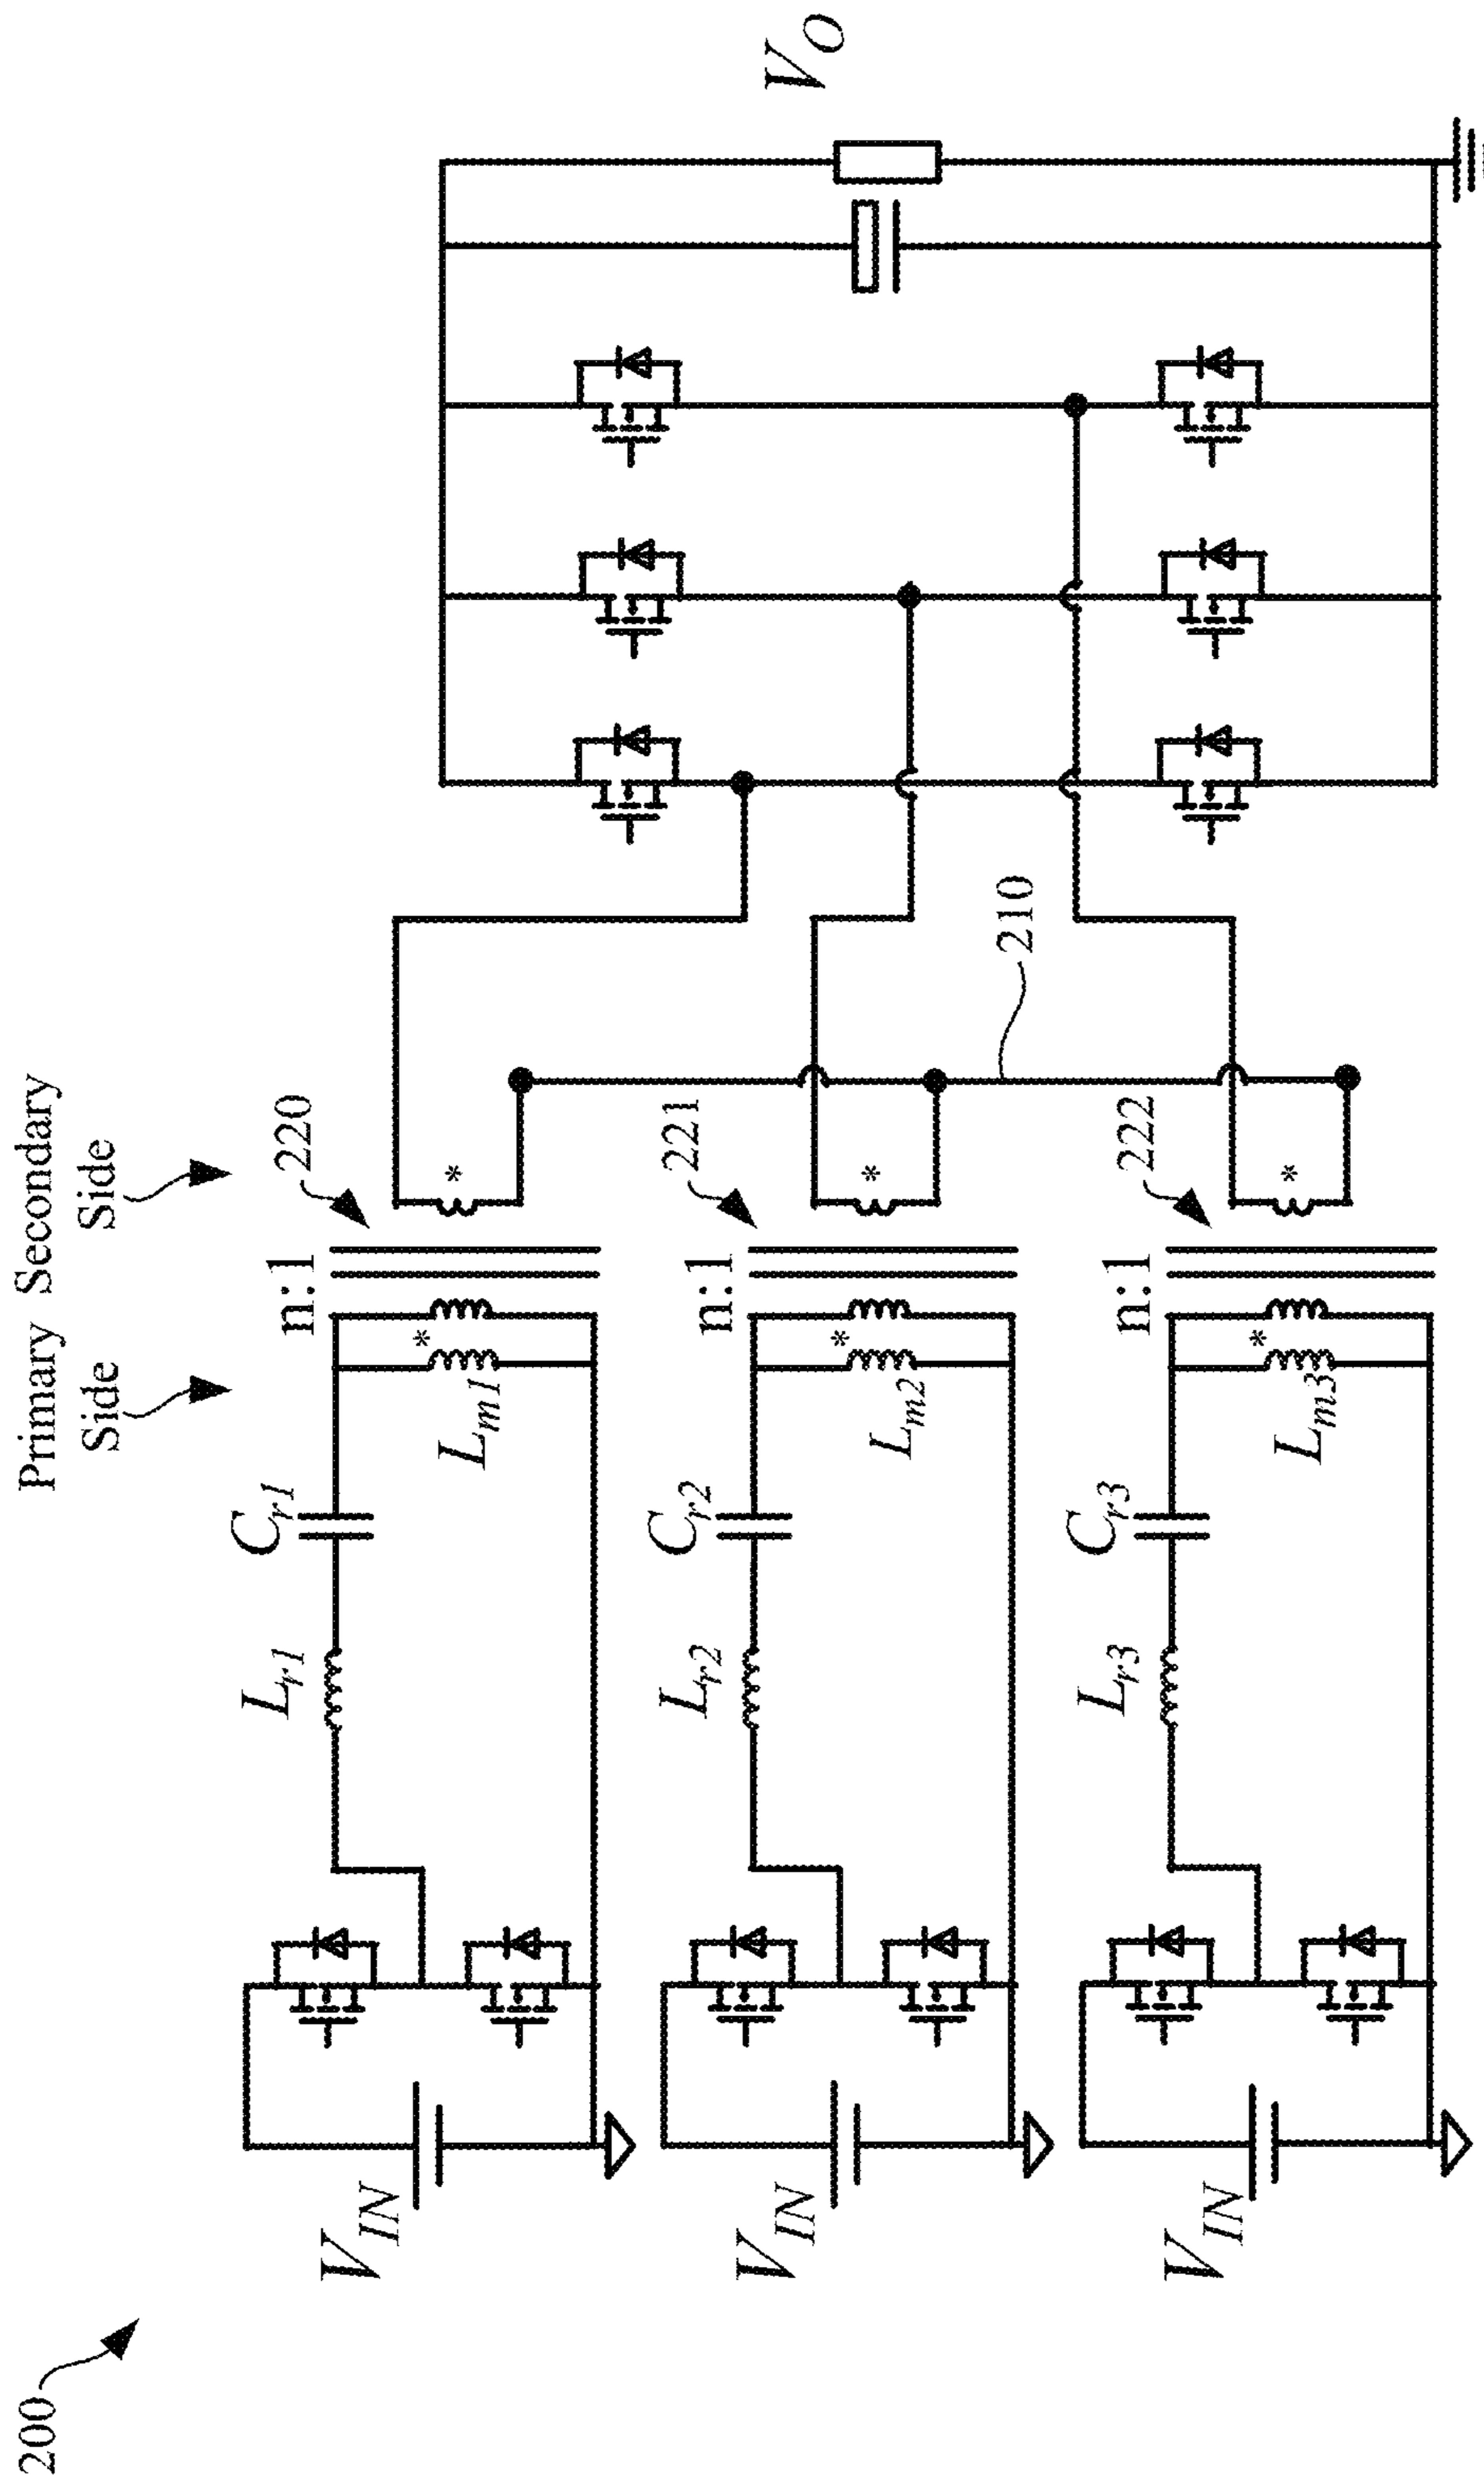 200
Primary Side
Secondary Side
V_IN
L_r1
C_r1
n:1
220
*
*
L_m1
V_IN
L_r2
C_r2
n:1
221
*
*
L_m2
V_IN
L_r3
C_r3
n:1
222
*
*
L_m3
210
V_O